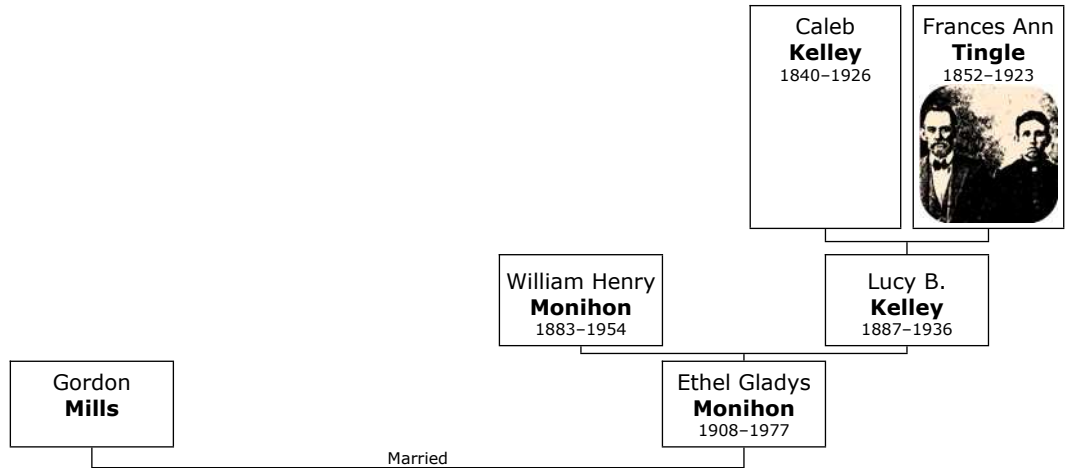 Caleb
Kelley
1840–1926
Frances Ann
Tingle
1852–1923
William Henry
Monihon
1883–1954
Lucy B.
Kelley
1887–1936
Gordon
Mills
Ethel Gladys
Monihon
1908–1977
Married